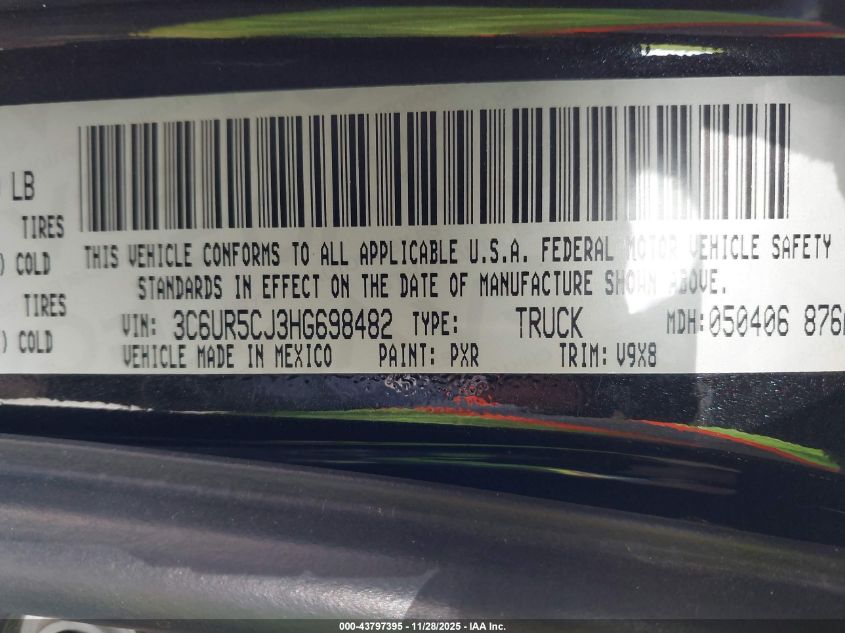 LB
TIRES
) COLD
TIRES
) COLD
THIS VEHICLE CONFORMS TO ALL APPLICABLE U.S.A. FEDERAL MOTOR VEHICLE SAFETY
STANDARDS IN EFFECT ON THE DATE OF MANUFACTURE SHOWN ABOVE.
VIN: 3C6UR5CJ3HG698482 TYPE: TRUCK MDH:050406 876
VEHICLE MADE IN MEXICO PAINT: PXR TRIM: V9X8
000-43797395 - 11/28/2025 - IAA Inc.